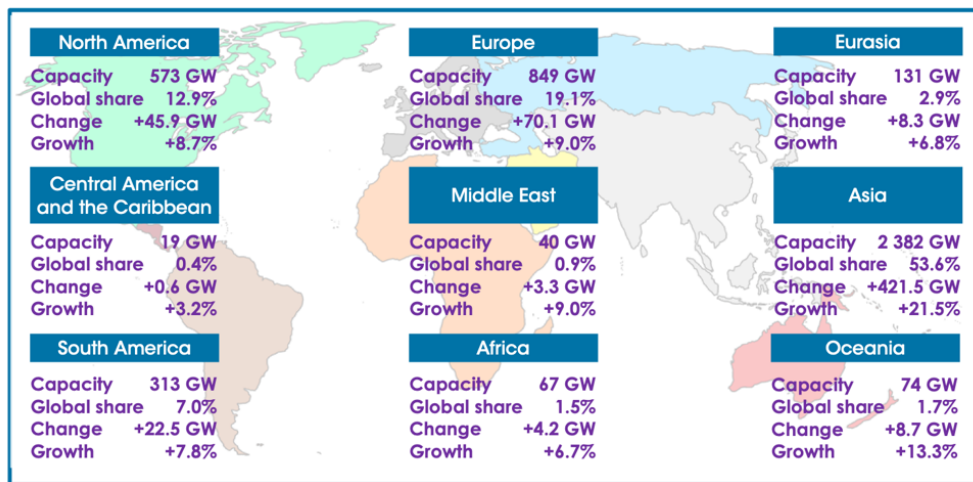 North America
Capacity 573 GW
Global share 12.9%
Change +45.9 GW
Growth +8.7%
Europe
Capacity 849 GW
Global share 19.1%
Change +70.1 GW
Growth +9.0%
Eurasia
Capacity 131 GW
Global share 2.9%
Change +8.3 GW
Growth +6.8%
Central America
and the Caribbean
Capacity 19 GW
Global share 0.4%
Change +0.6 GW
Growth +3.2%
Middle East
Capacity 40 GW
Global share 0.9%
Change +3.3 GW
Growth +9.0%
Asia
Capacity 2 382 GW
Global share 53.6%
Change +421.5 GW
Growth +21.5%
South America
Capacity 313 GW
Global share 7.0%
Change +22.5 GW
Growth +7.8%
Africa
Capacity 67 GW
Global share 1.5%
Change +4.2 GW
Growth +6.7%
Oceania
Capacity 74 GW
Global share 1.7%
Change +8.7 GW
Growth +13.3%